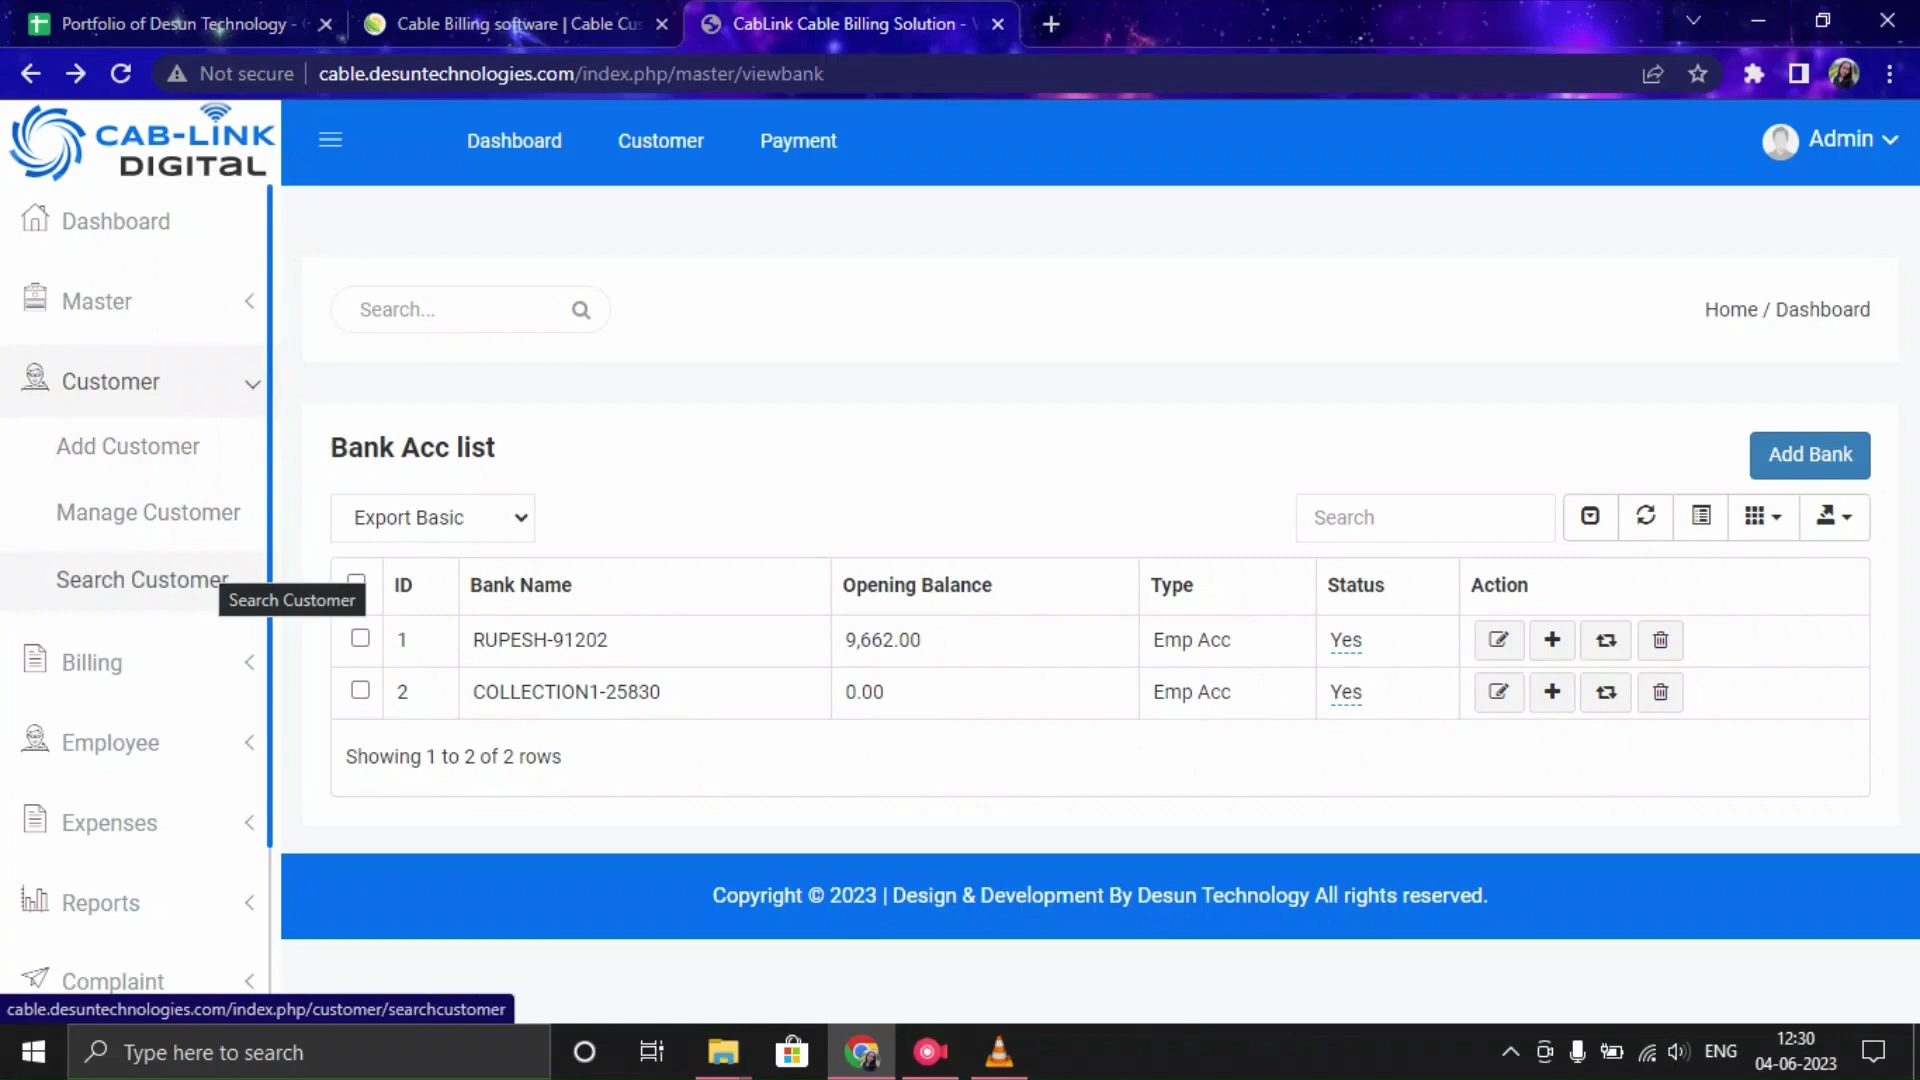 Portfolio of Desun Technology -
Cable Billing software | Cable Cus
CabLink Cable Billing Solution -
Not secure
cable.desuntechnologies.com/index.php/master/viewbank
CAB-LINK
DIGITAL
Dashboard
Customer
Payment
Admin
Dashboard
Master
Customer
Add Customer
Manage Customer
Search Customer
Search Customer
Billing
Employee
Expenses
Reports
Complaint
Search...
Home / Dashboard
Bank Acc list
Add Bank
Export Basic
Search
ID Bank Name Opening Balance Type Status Action
1 RUPESH-91202 9,662.00 Emp Acc Yes
2 COLLECTION1-25830 0.00 Emp Acc Yes
Showing 1 to 2 of 2 rows
Copyright © 2023 | Design & Development By Desun Technology All rights reserved.
cable.desuntechnologies.com/index.php/customer/searchcustomer
Type here to search
ENG
12:30
04-06-2023